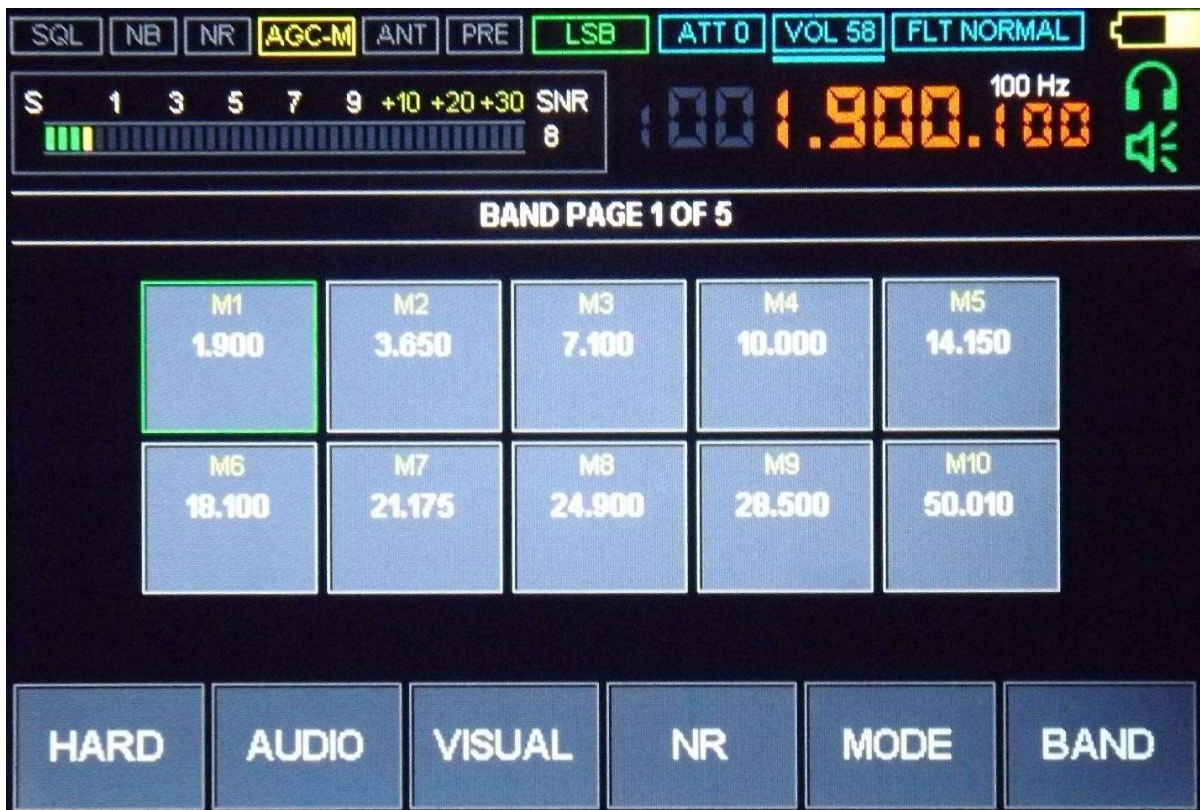 SQL NB NR AGC-M ANT PRE LSB ATT 0 VOL 58 FLT NORMAL
S 1 3 5 7 9 +10 +20 +30 SNR
8
100 Hz
1.900.100
BAND PAGE 1 OF 5
M1 M2 M3 M4 M5
1.900 3.650 7.100 10.000 14.150
M6 M7 M8 M9 M10
18.100 21.175 24.900 28.500 50.010
HARD AUDIO VISUAL NR MODE BAND